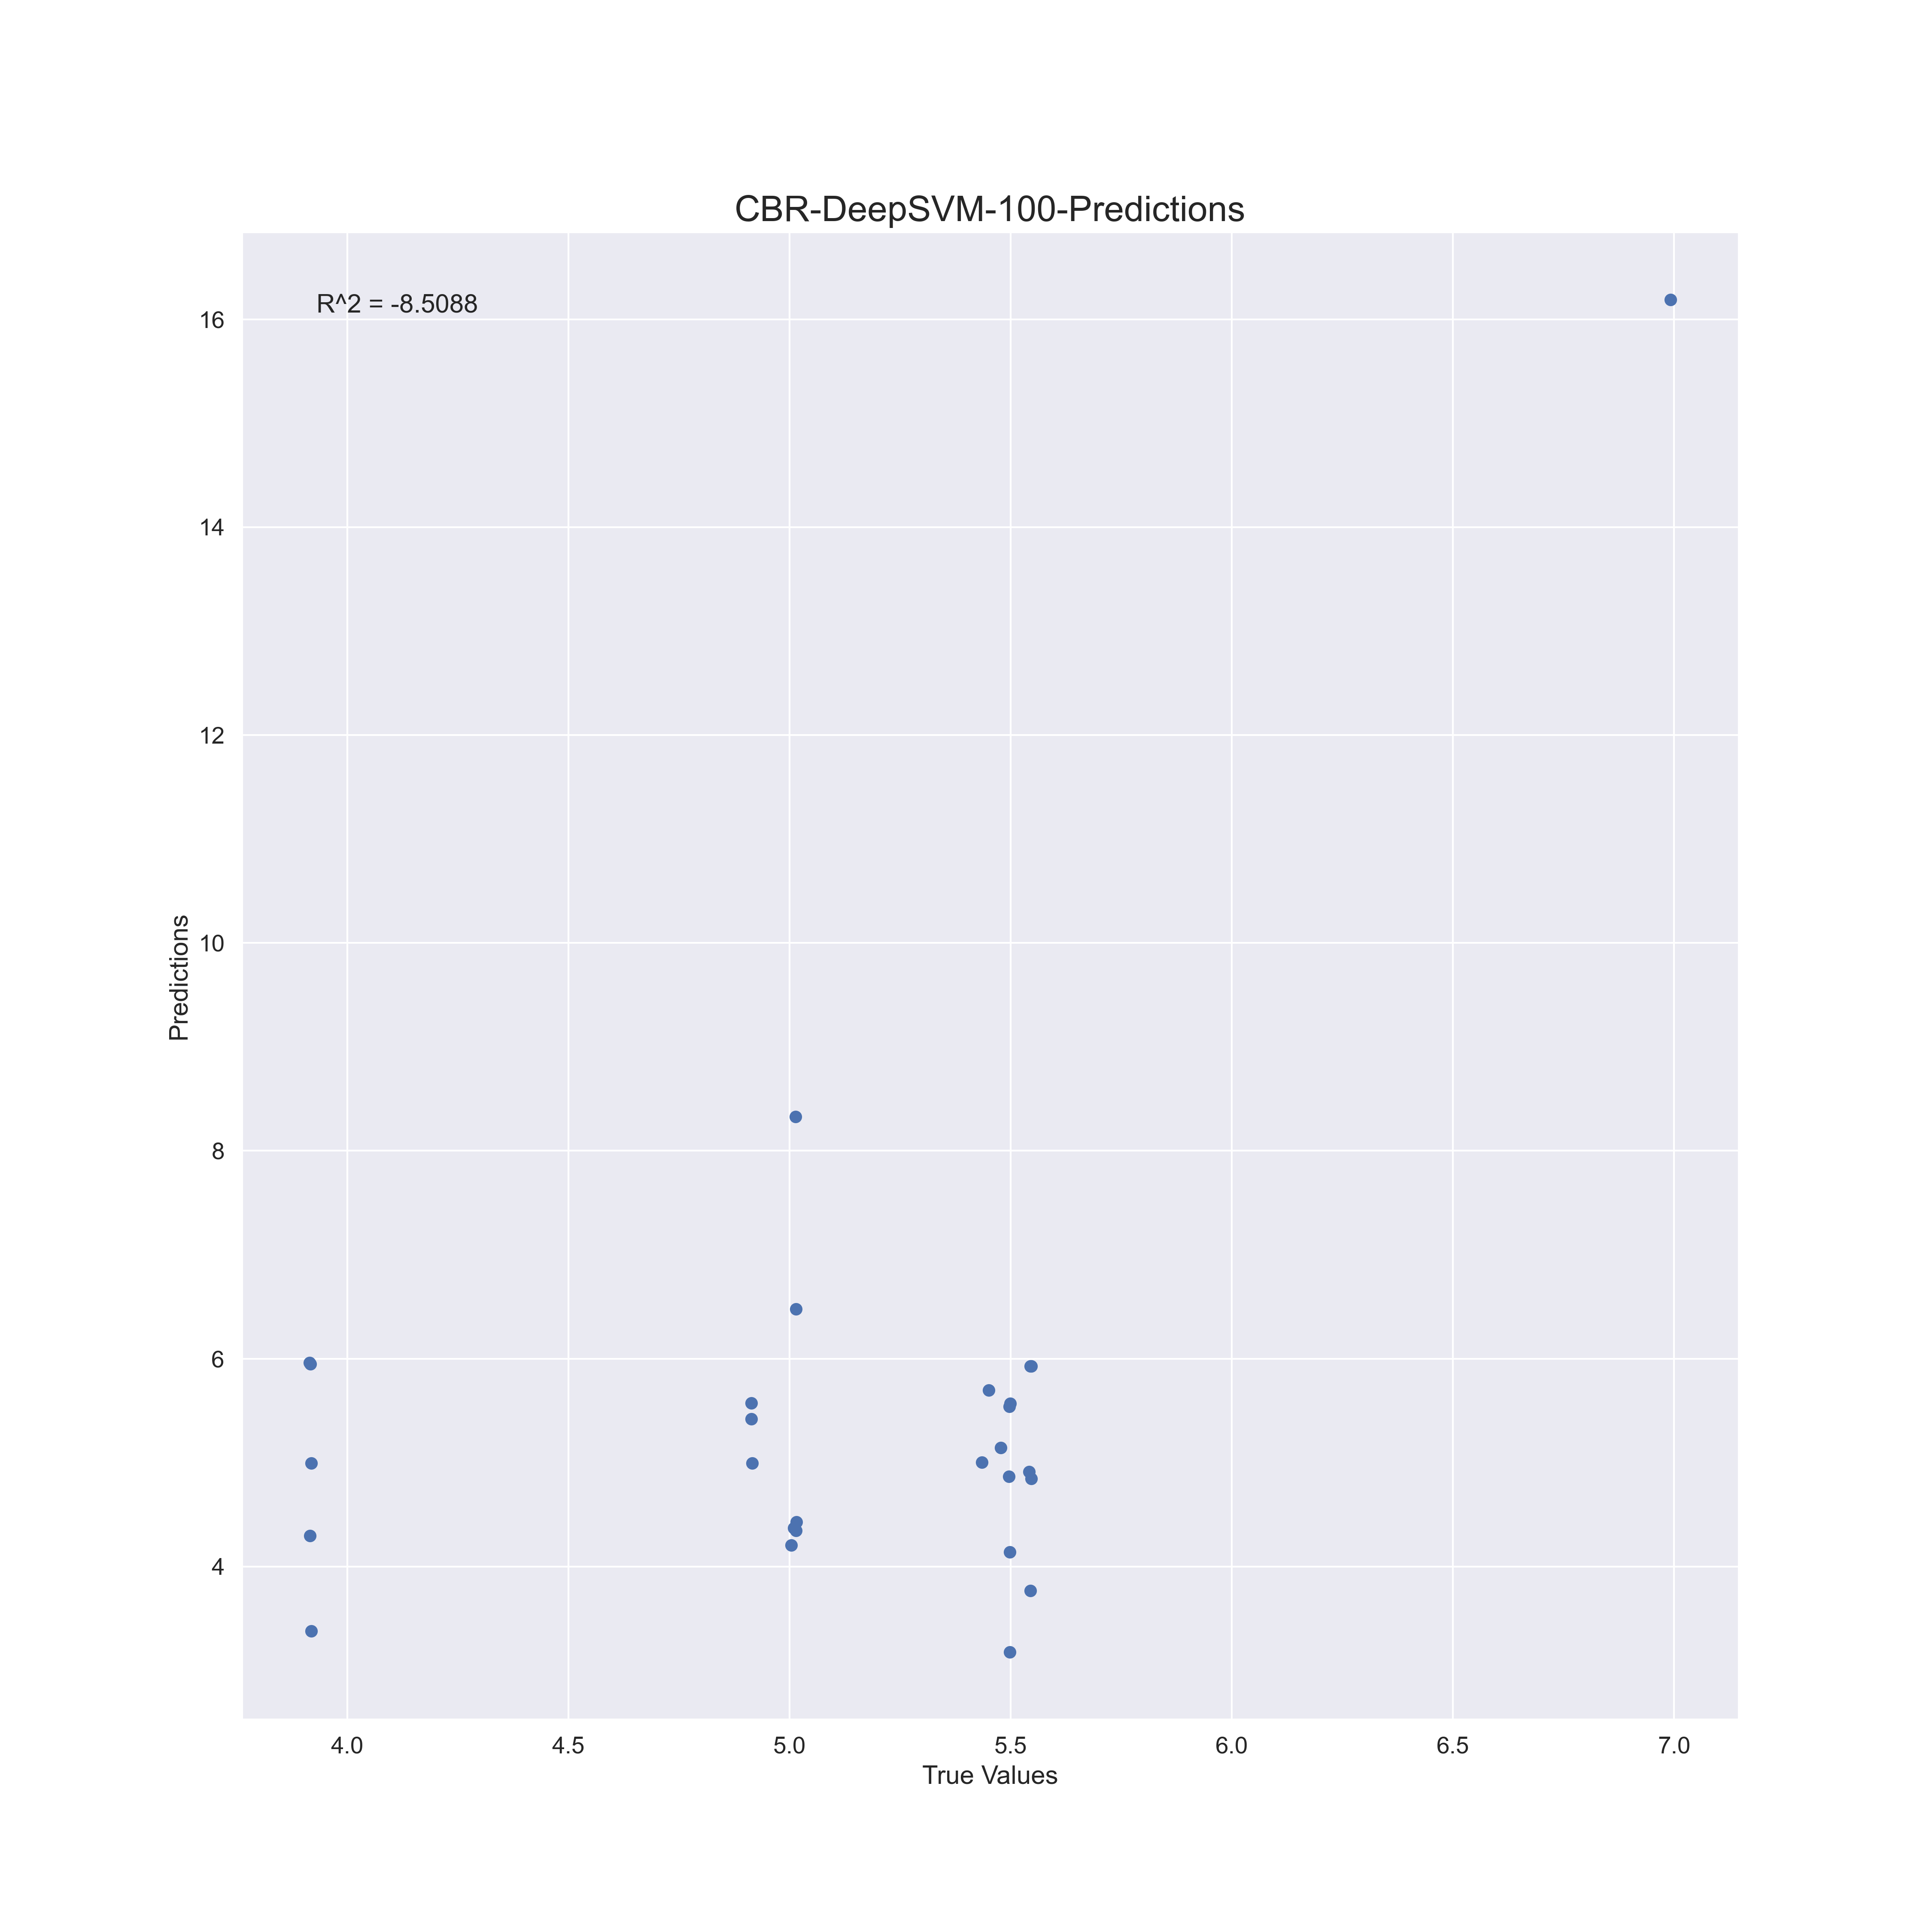 CBR-DeepSVM-100-Predictions
R^2 = -8.5088
16
14
12
10
8
6
4
Predictions
4.0 4.5 5.0 5.5 6.0 6.5 7.0
True Values